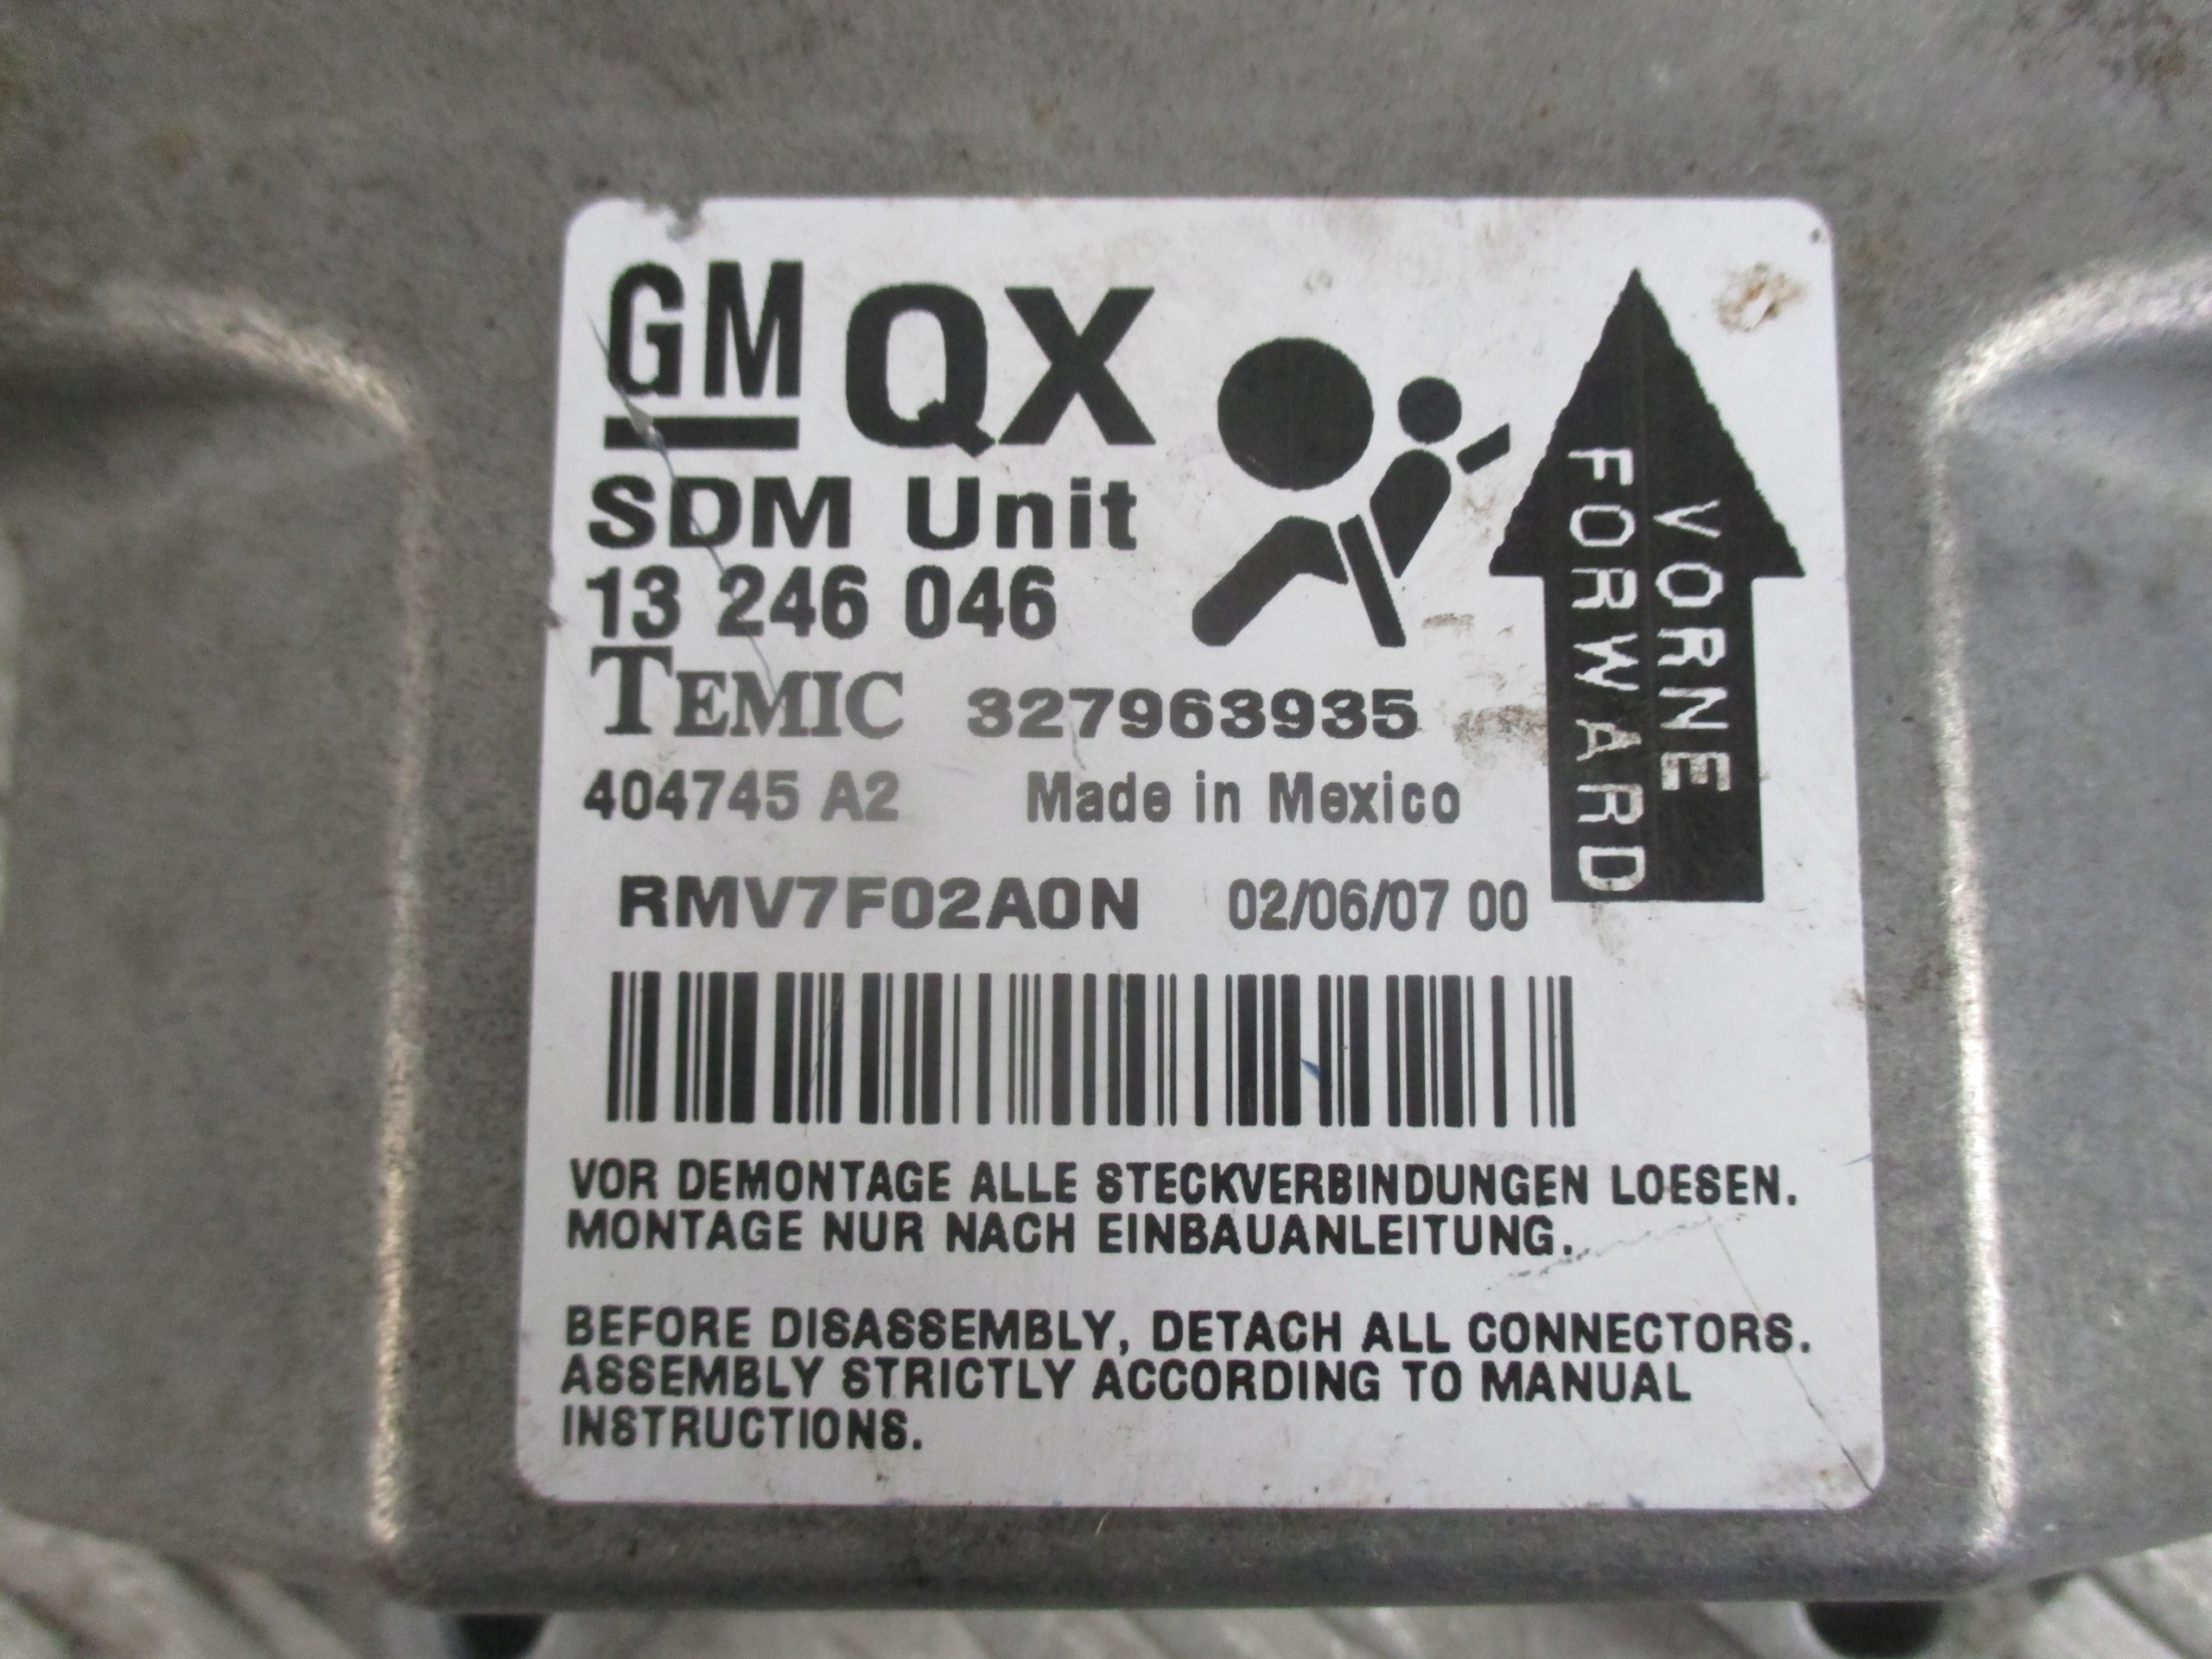 GM QX
SDM Unit
13 246 046
TEMIC 327963935
404745 A2 Made in Mexico
RMV7F02A0N 02/06/07 00
VORNE
FORWARD
VOR DEMONTAGE ALLE STECKVERBINDUNGEN LOESEN.
MONTAGE NUR NACH EINBAUANLEITUNG.
BEFORE DISASSEMBLY, DETACH ALL CONNECTORS.
ASSEMBLY STRICTLY ACCORDING TO MANUAL
INSTRUCTIONS.